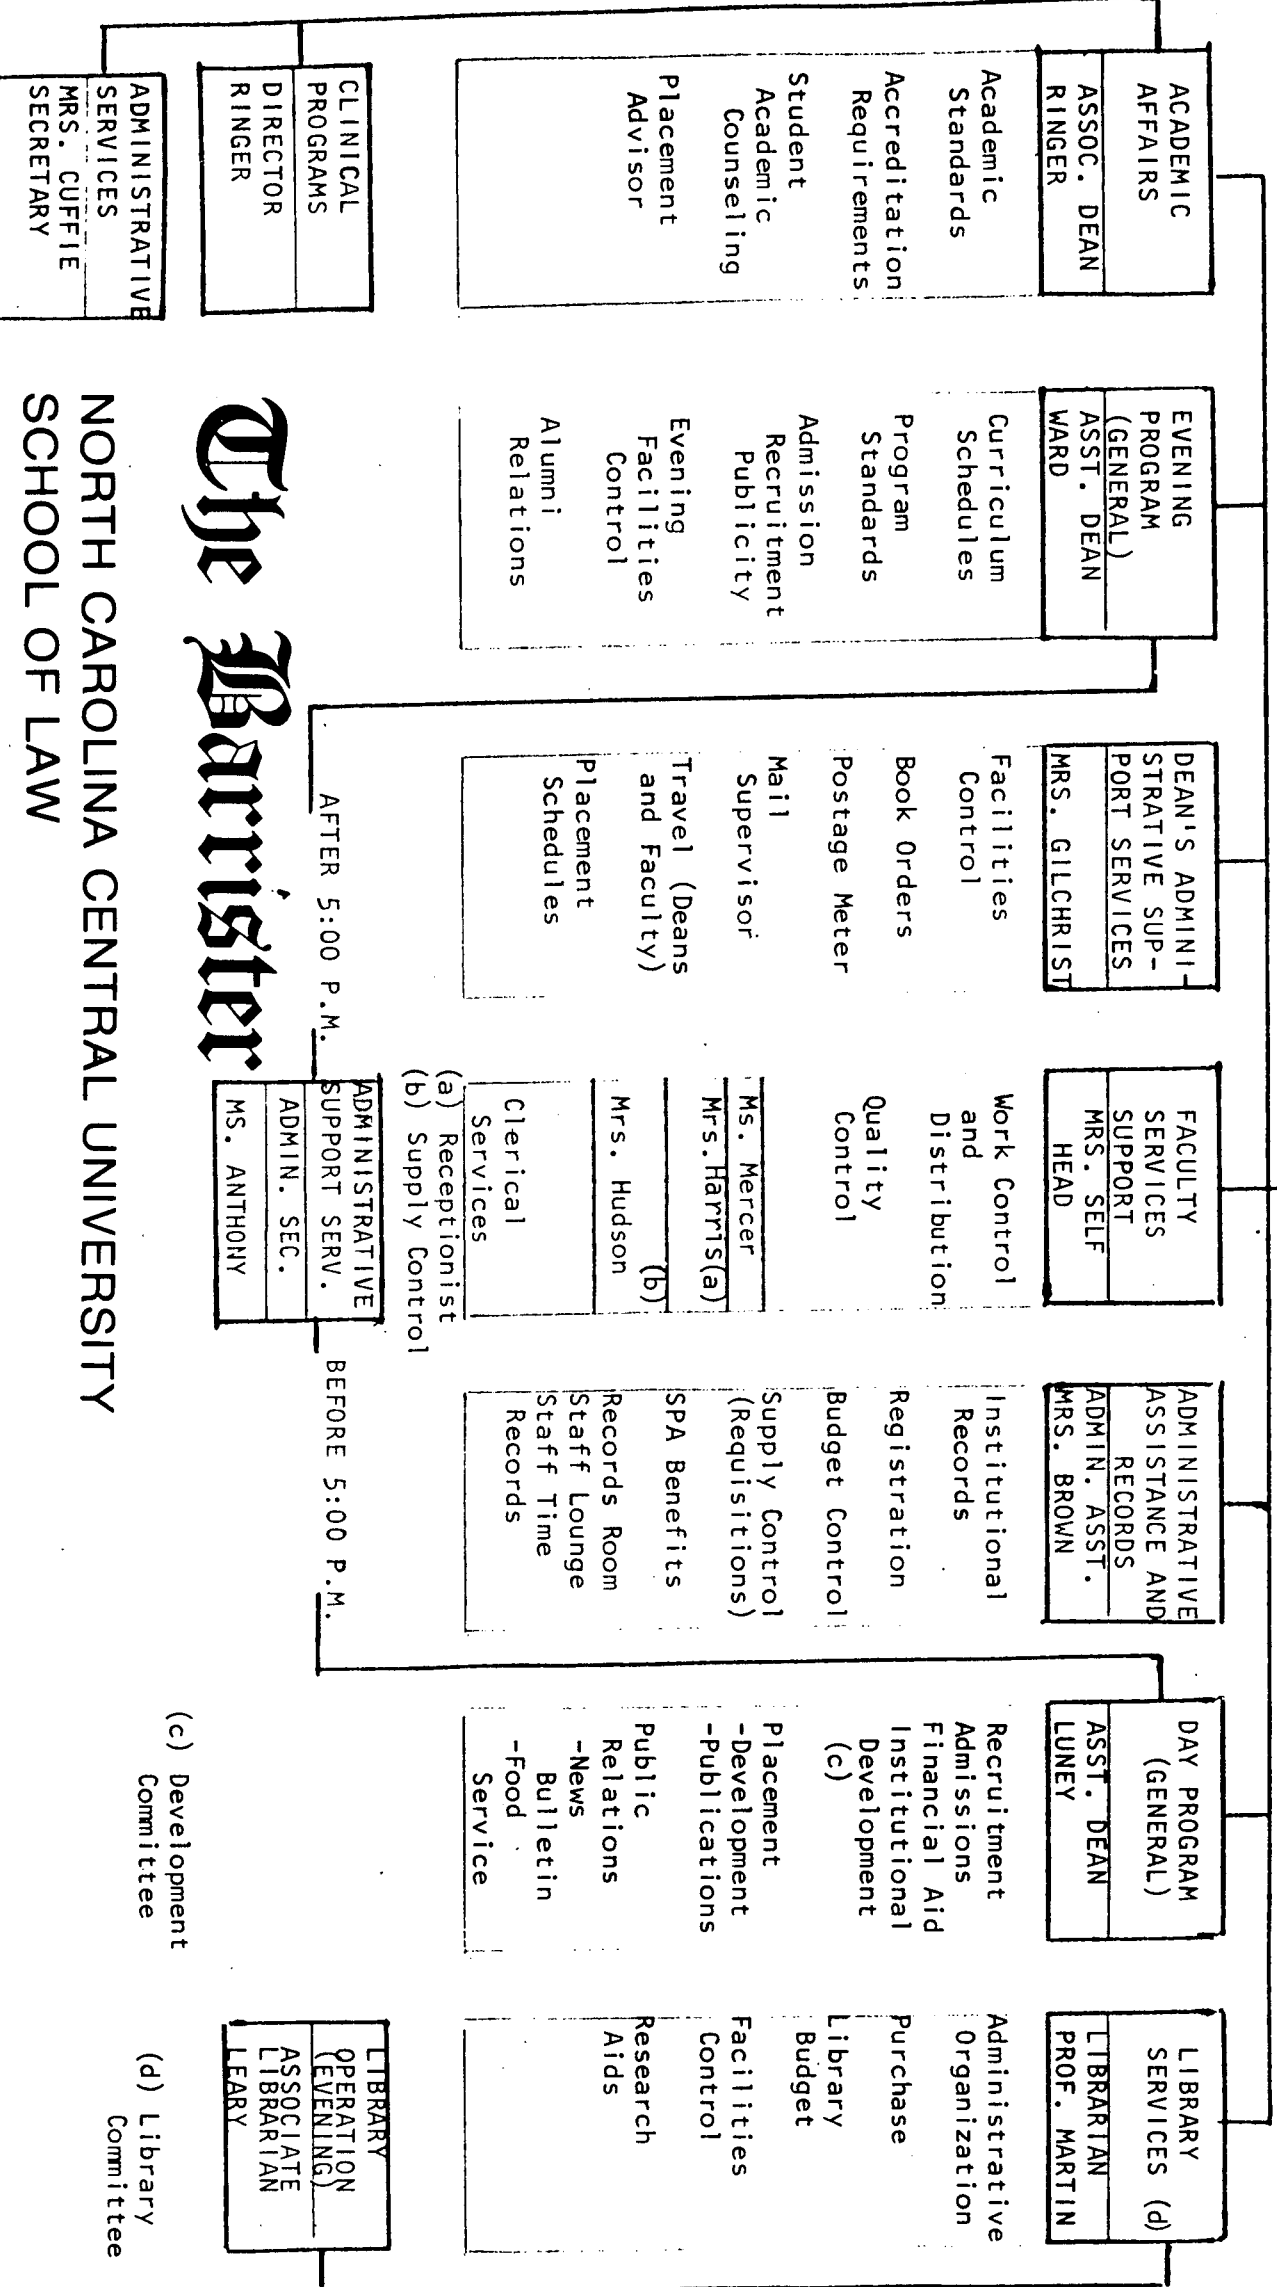 ACADEMIC
AFFAIRS
ASSOC. DEAN
RINGER
Academic
Standards
Accreditation
Requirements
Student
Academic
Counseling
Placement
Advisor
CLINICAL
PROGRAMS
DIRECTOR
RINGER
ADMINISTRATIVE
SERVICES
MRS. CUFFIE
SECRETARY
EVENING
PROGRAM
(GENERAL)
ASST. DEAN
WARD
Curriculum
Schedules
Program
Standards
Admission
Recruitment
Publicity
Evening
Facilities
Control
Alumni
Relations
DEAN'S ADMINI-
STRATIVE SUP-
PORT SERVICES
MRS. GILCHRIST
Facilities
Control
Book Orders
Postage Meter
Mail
Supervisor
Travel (Deans
and Faculty)
Placement
Schedules
AFTER 5:00 P.M.
FACULTY
SERVICES
SUPPORT
MRS. SELF
HEAD
Work Control
and
Distribution
Quality
Control
Ms. Mercer
Mrs. Harris(a)
(b)
Mrs. Hudson
Clerical
Services
(a) Receptionist
(b) Supply Control
ADMINISTRATIVE
SUPPORT SERV.
ADMIN. SEC.
MS. ANTHONY
ADMINISTRATIVE
ASSISTANCE AND
RECORDS
ADMIN. ASST.
MRS. BROWN
Institutional
Records
Registration
Budget Control
Supply Control
(Requisitions)
SPA Benefits
Records Room
Staff Lounge
Staff Time
Records
BEFORE 5:00 P.M.
DAY PROGRAM
(GENERAL)
ASST. DEAN
LUNEY
Recruitment
Admissions
Financial Aid
Institutional
Development
(c)
Placement
-Development
-Publications
Public
Relations
-News
Bulletin
-Food
Service
(c) Development
Committee
LIBRARY
SERVICES (d)
LIBRARIAN
PROF. MARTIN
Administrative
Organization
Purchase
Library
Budget
Facilities
Control
Research
Aids
LIBRARY
OPERATION
(EVENING)
ASSOCIATE
LIBRARIAN
LEARY
(d) Library
Committee
The Barrister
NORTH CAROLINA CENTRAL UNIVERSITY
SCHOOL OF LAW